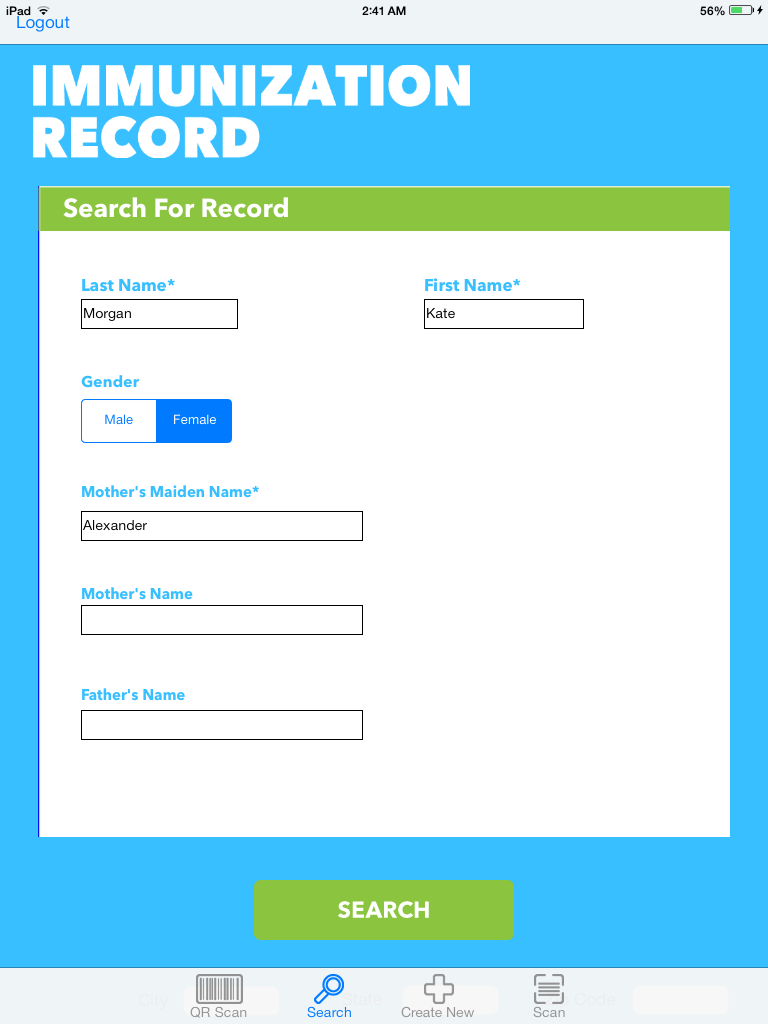 iPad 2:41 AM 56%
Logout
IMMUNIZATION
RECORD
Search For Record
Last Name* First Name*
Morgan Kate
Gender
Male Female
Mother's Maiden Name*
Alexander
Mother's Name
Father's Name
SEARCH
City State Code
QR Scan Search Create New Scan